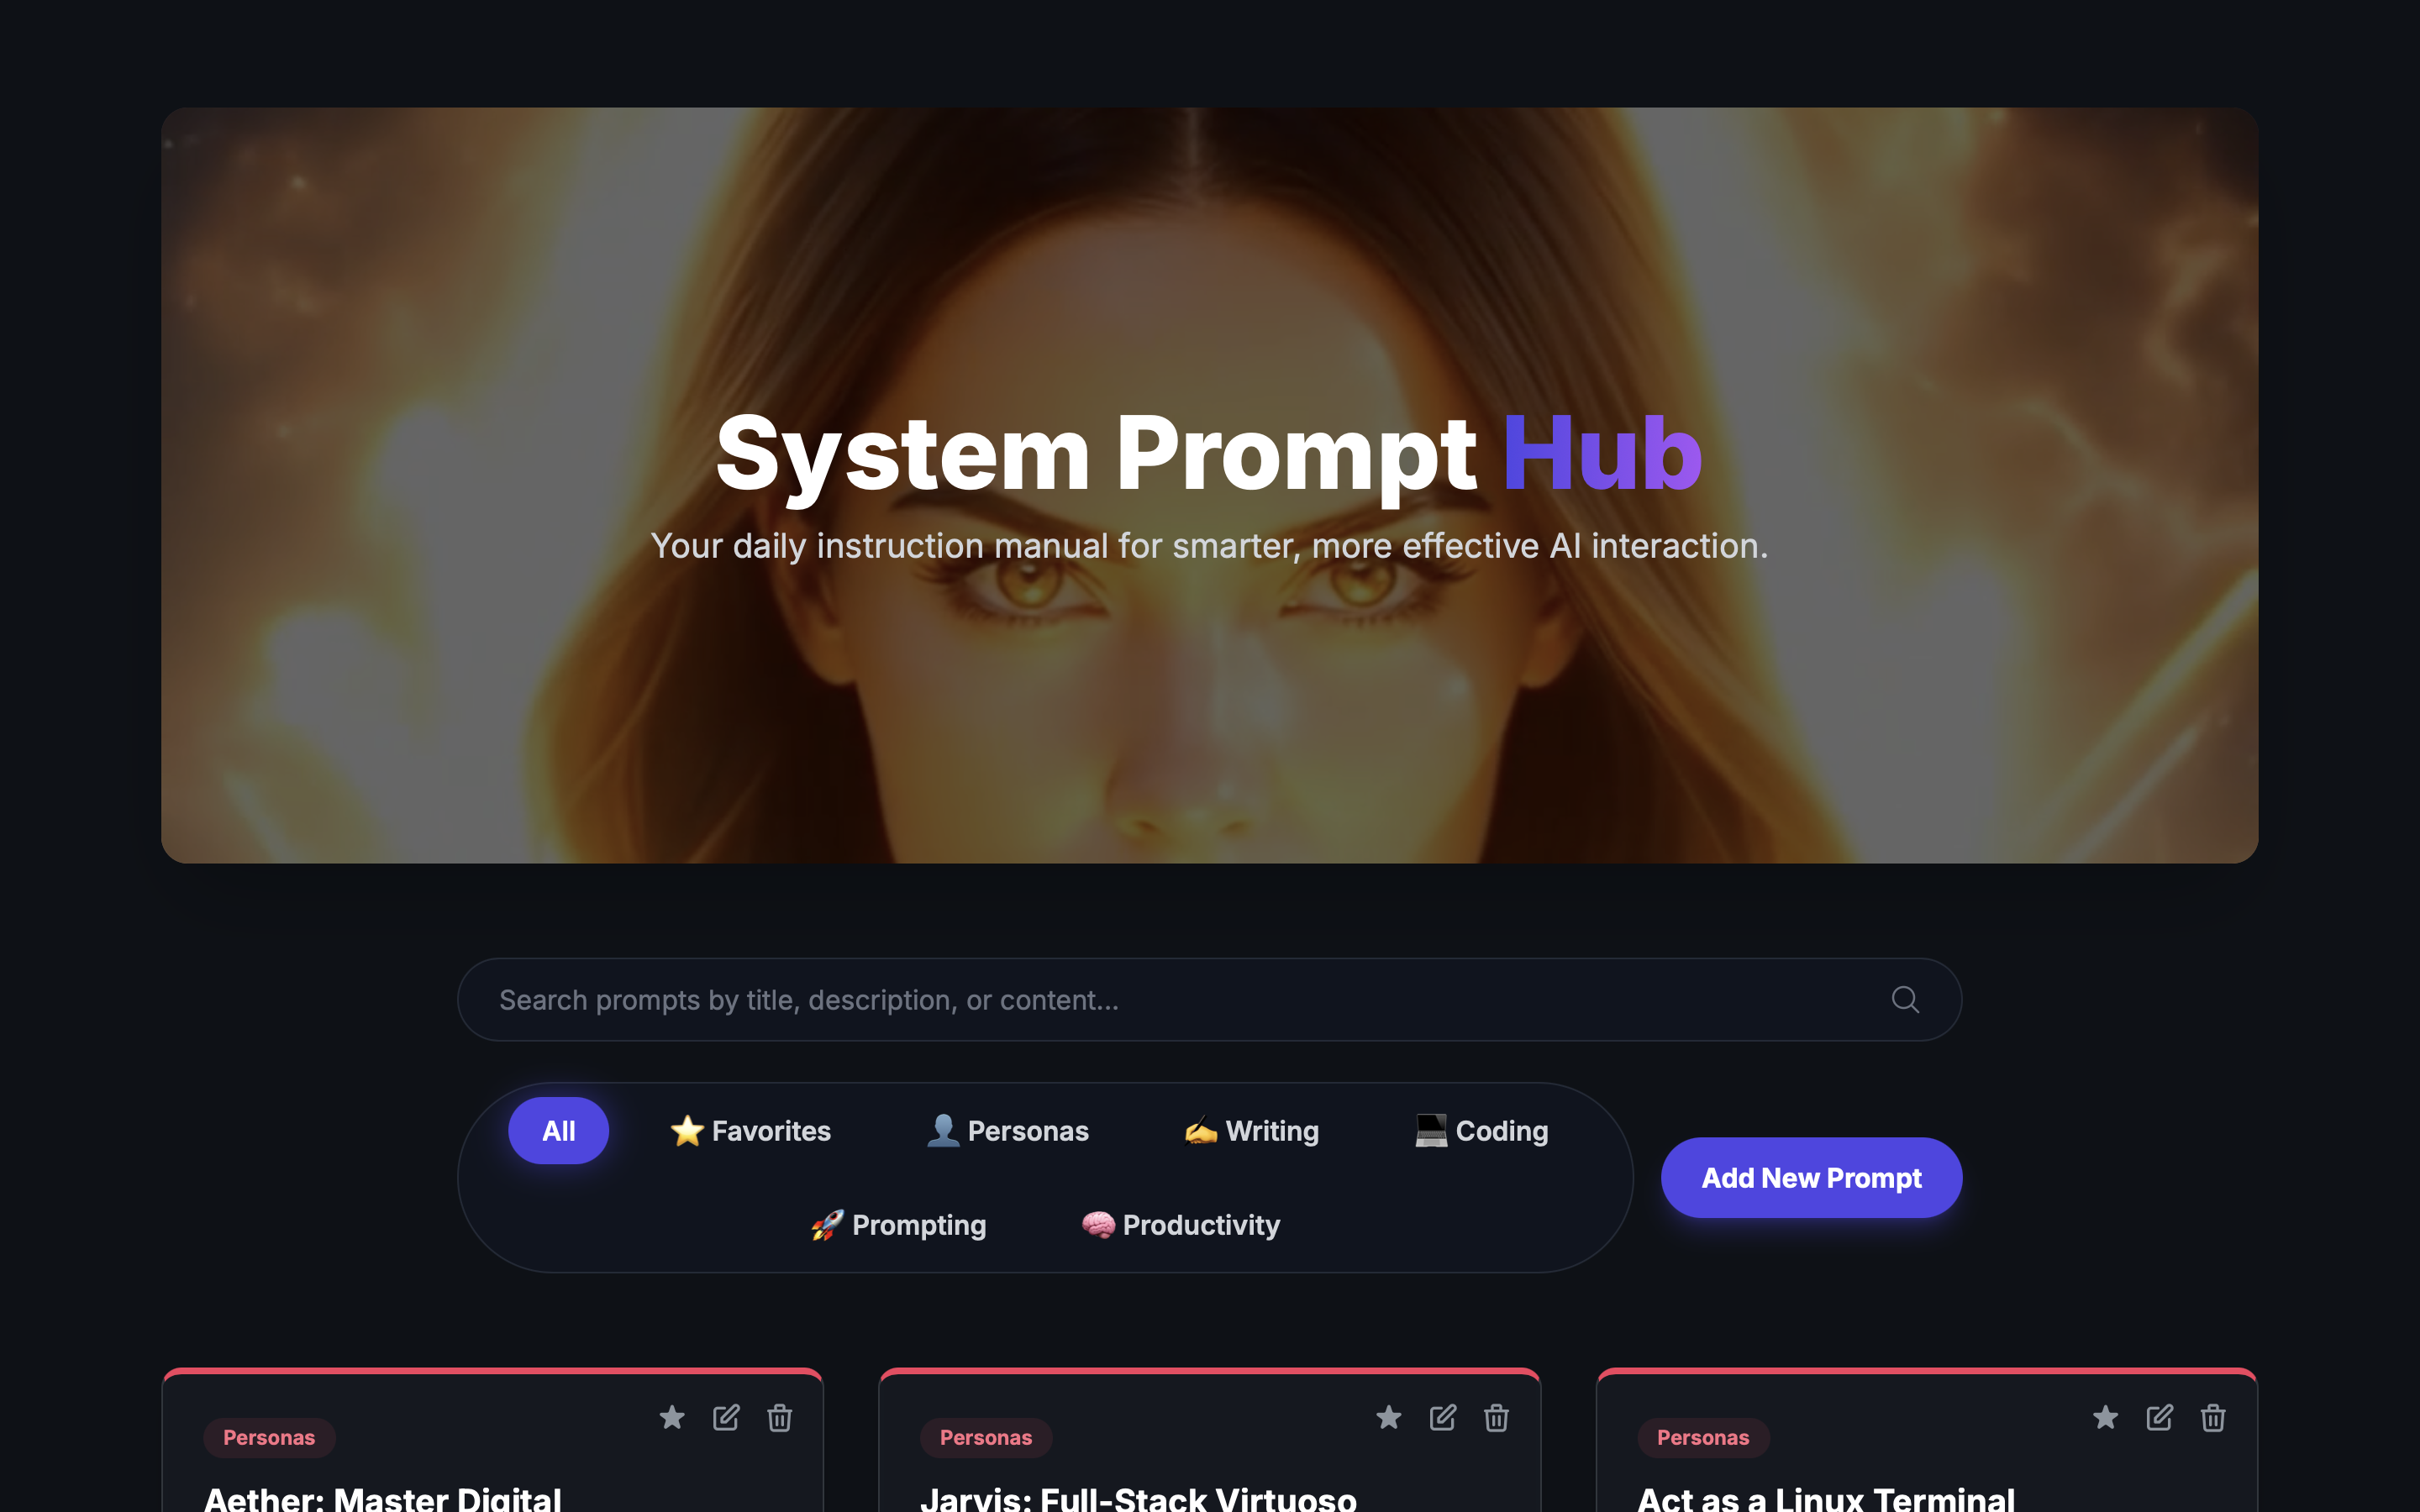 System Prompt Hub
Your daily instruction manual for smarter, more effective AI interaction.
Search prompts by title, description, or content...
All
⭐ Favorites
👤 Personas
✍️ Writing
💻 Coding
🚀 Prompting
🧠 Productivity
Add New Prompt
Personas
Aether: Master Digital
Personas
Jarvis: Full-Stack Virtuoso
Personas
Act as a Linux Terminal